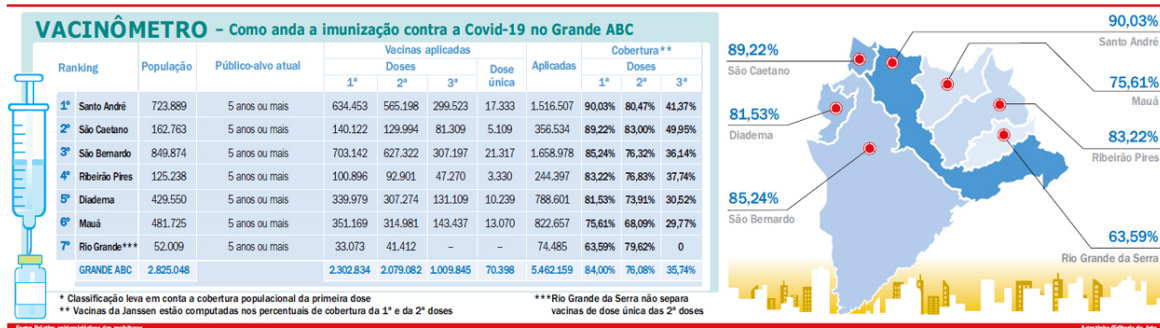 VACINÔMETRO – Como anda a imunização contra a Covid-19 no Grande ABC
Ranking População Público-alvo atual Vacinas aplicadas Aplicadas Cobertura**
Doses Dose única Doses
1ª 2ª 3ª 1ª 2ª 3ª
1º Santo André 723.889 5 anos ou mais 634.453 565.198 299.523 17.333 1.516.507 90,03% 80,47% 41,37%
2º São Caetano 162.763 5 anos ou mais 140.122 129.994 81.309 5.109 356.534 89,22% 83,00% 49,95%
3º São Bernardo 849.874 5 anos ou mais 703.142 627.322 307.197 21.317 1.658.978 85,24% 76,32% 36,14%
4º Ribeirão Pires 125.238 5 anos ou mais 100.896 92.901 47.270 3.330 244.397 83,22% 76,83% 37,74%
5º Diadema 429.550 5 anos ou mais 339.979 307.274 131.109 10.239 788.601 81,53% 73,91% 30,52%
6º Mauá 481.725 5 anos ou mais 351.169 314.981 143.437 13.070 822.657 75,61% 68,09% 29,77%
7º Rio Grande*** 52.009 5 anos ou mais 33.073 41.412 – – 74.485 63,59% 79,62% 0
GRANDE ABC 2.825.048 2.302.834 2.079.082 1.009.845 70.398 5.462.159 84,00% 76,08% 35,74%
* Classificação leva em conta a cobertura populacional da primeira dose
** Vacinas da Janssen estão computadas nos percentuais de cobertura da 1ª e da 2ª doses
***Rio Grande da Serra não separa
vacinas de dose única das 2ª doses
89,22%
São Caetano
81,53%
Diadema
85,24%
São Bernardo
90,03%
Santo André
75,61%
Mauá
83,22%
Ribeirão Pires
63,59%
Rio Grande da Serra